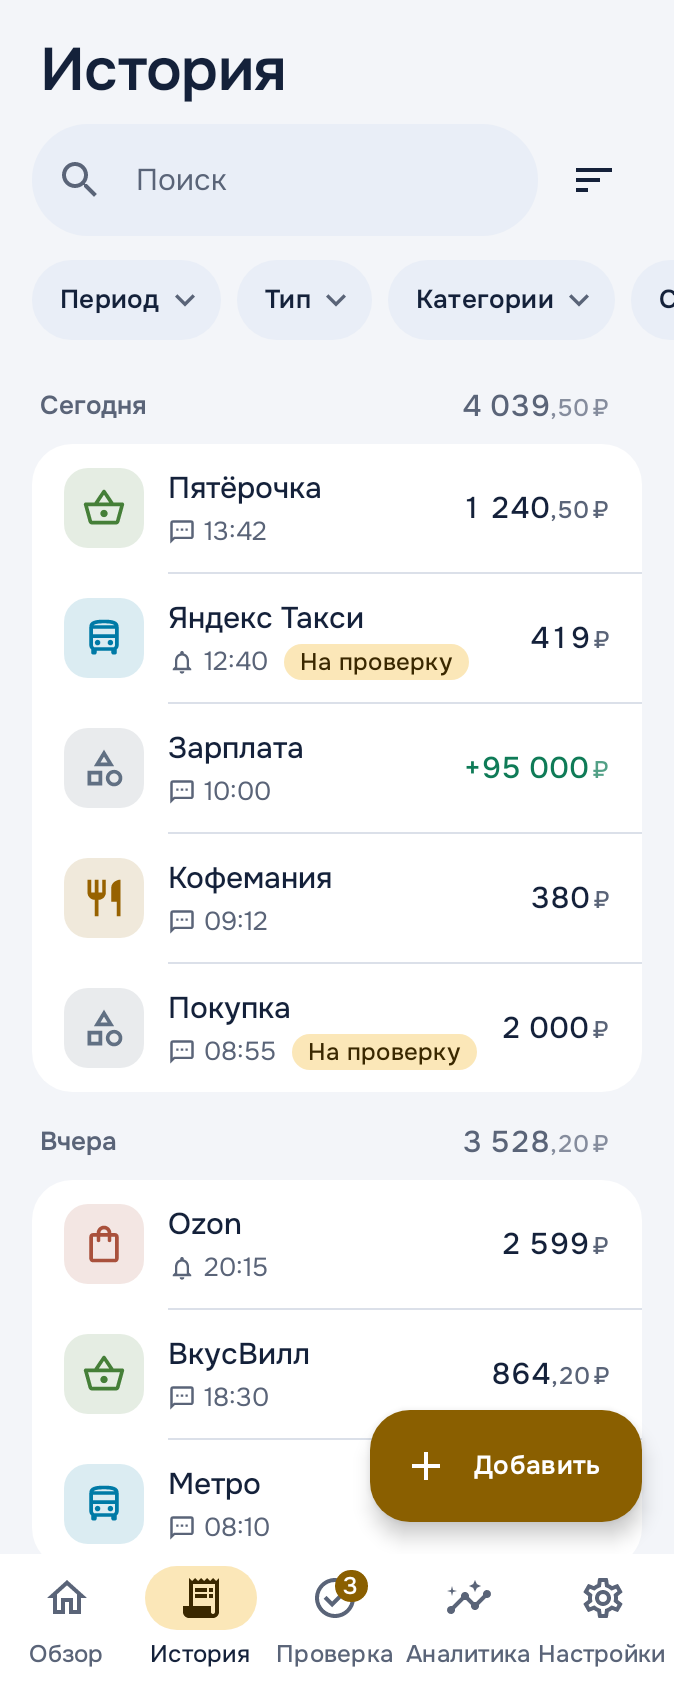 История
Поиск
Период Тип Категории
Сегодня 4 039,50 ₽
Пятёрочка
13:42 1 240,50 ₽
Яндекс Такси
12:40 На проверку 419 ₽
Зарплата
10:00 +95 000 ₽
Кофемания
09:12 380 ₽
Покупка
08:55 На проверку 2 000 ₽
Вчера 3 528,20 ₽
Ozon
20:15 2 599 ₽
ВкусВилл
18:30 864,20 ₽
Метро
08:10
Добавить
3
Обзор История Проверка Аналитика Настройки